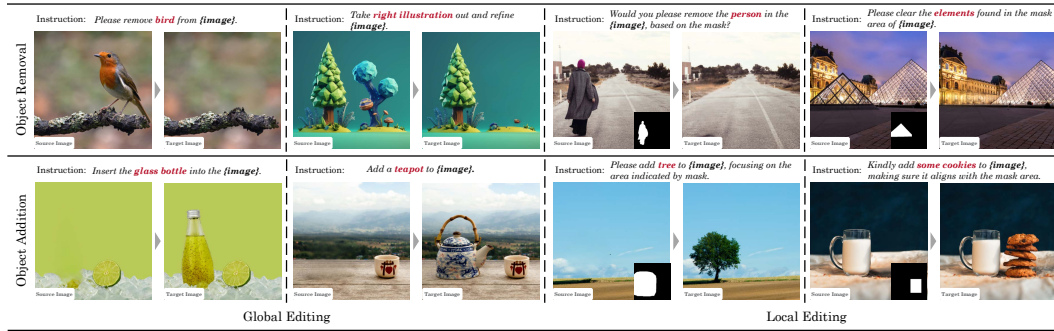 Object Removal
Instruction: Please remove bird from {image}.
Source Image
Target Image
Instruction: Take right illustration out and refine
{image}.
Source Image
Target Image
Instruction: Would you please remove the person in the
{image}, based on the mask?
Source Image
Target Image
Instruction: Please clear the elements found in the mask
area of {image}.
Source Image
Target Image
Object Addition
Instruction: Insert the glass bottle into the {image}.
Source Image
Target Image
Instruction: Add a teapot to {image}.
Source Image
Target Image
Instruction: Please add tree to {image}, focusing on the
area indicated by mask.
Source Image
Target Image
Instruction: Kindly add some cookies to {image},
making sure it aligns with the mask area.
Source Image
Target Image
Global Editing
Local Editing